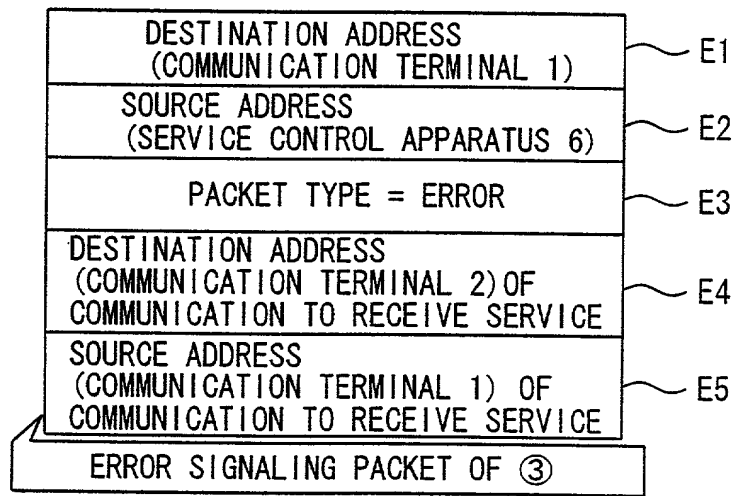 DESTINATION ADDRESS
(COMMUNICATION TERMINAL 1)
E1
SOURCE ADDRESS
(SERVICE CONTROL APPARATUS 6)
E2
PACKET TYPE = ERROR
E3
DESTINATION ADDRESS
(COMMUNICATION TERMINAL 2) OF
COMMUNICATION TO RECEIVE SERVICE
E4
SOURCE ADDRESS
(COMMUNICATION TERMINAL 1) OF
COMMUNICATION TO RECEIVE SERVICE
E5
ERROR SIGNALING PACKET OF ③